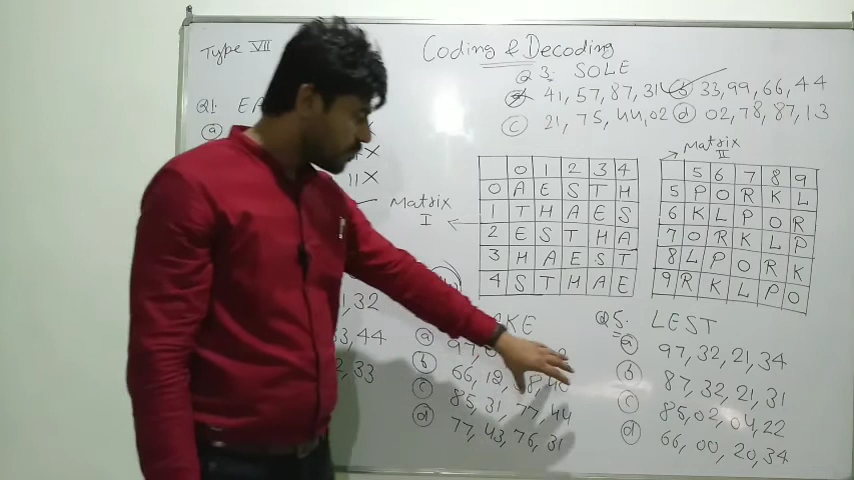 Type VII
Coding & Decoding
Q 3: SOLE
a 41, 57, 87, 31 b 33, 99, 66, 44
c 21, 75, 44, 02 d 02, 78, 87, 13
Q1: EA
a
X
X
11 X
Matrix
I
Matrix
II
0 1 2 3 4
0 A E S T H
1 T H A E S
2 E S T H A
3 H A E S T
4 S T H A E
5 6 7 8 9
5 P O R K L
6 K L P O R
7 O R K L P
8 L P O R K
9 R K L P O
32
44
33
KE
a 97,
b 66, 12,
c 85, 31, 77, 44
d 77, 43, 76, 31
Q5: LEST
a 97, 32, 21, 34
b 87, 32, 21, 31
c 85, 02, 04, 22
d 66, 00, 20, 34